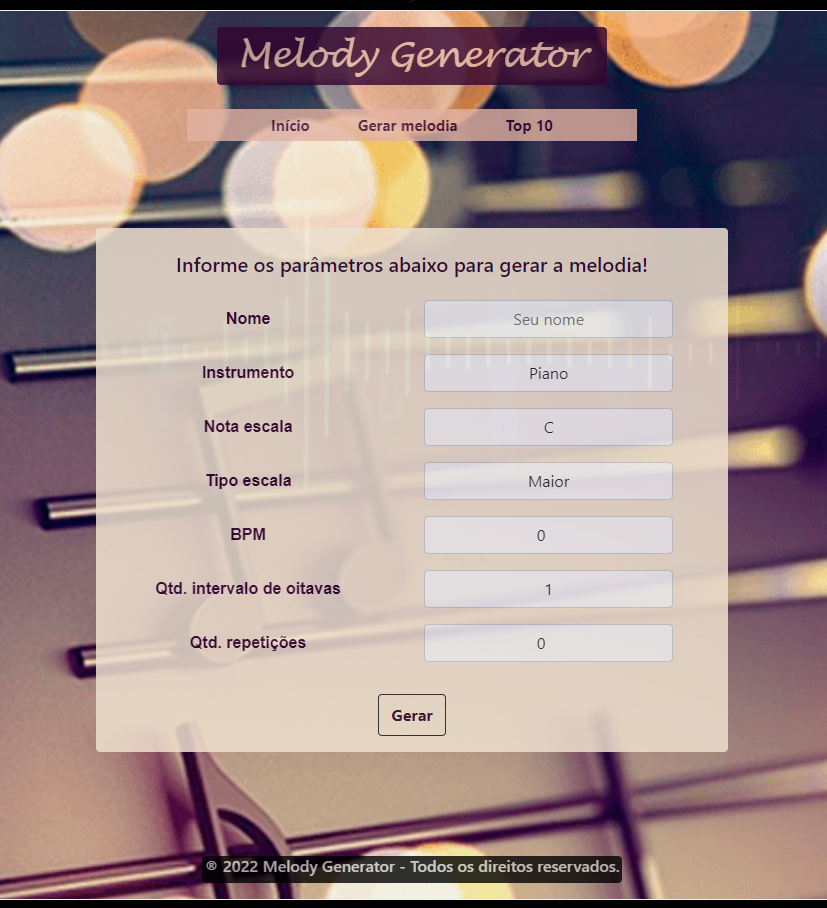 Melody Generator
Início Gerar melodia Top 10
Informe os parâmetros abaixo para gerar a melodia!
Nome Seu nome
Instrumento Piano
Nota escala C
Tipo escala Maior
BPM 0
Qtd. intervalo de oitavas 1
Qtd. repetições 0
Gerar
® 2022 Melody Generator - Todos os direitos reservados.